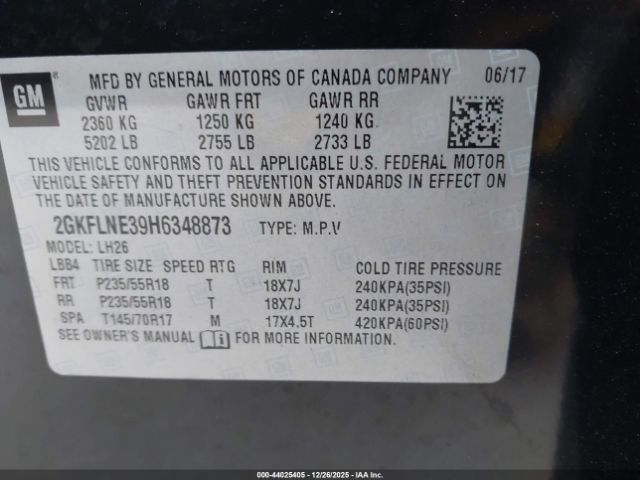 GM
MFD BY GENERAL MOTORS OF CANADA COMPANY 06/17
GVWR GAWR FRT GAWR RR
2360 KG 1250 KG 1240 KG
5202 LB 2755 LB 2733 LB
THIS VEHICLE CONFORMS TO ALL APPLICABLE U.S. FEDERAL MOTOR
VEHICLE SAFETY AND THEFT PREVENTION STANDARDS IN EFFECT ON
THE DATE OF MANUFACTURE SHOWN ABOVE.
2GKFLNE39H6348873 TYPE: M.P.V
MODEL: LH26
LBB4 TIRE SIZE SPEED RTG RIM COLD TIRE PRESSURE
FRT P235/55R18 T 18X7J 240KPA(35PSI)
RR P235/55R18 T 18X7J 240KPA(35PSI)
SPA T145/70R17 M 17X4.5T 420KPA(60PSI)
SEE OWNER'S MANUAL FOR MORE INFORMATION.
000-44025405 - 12/26/2025 - IAA, Inc.